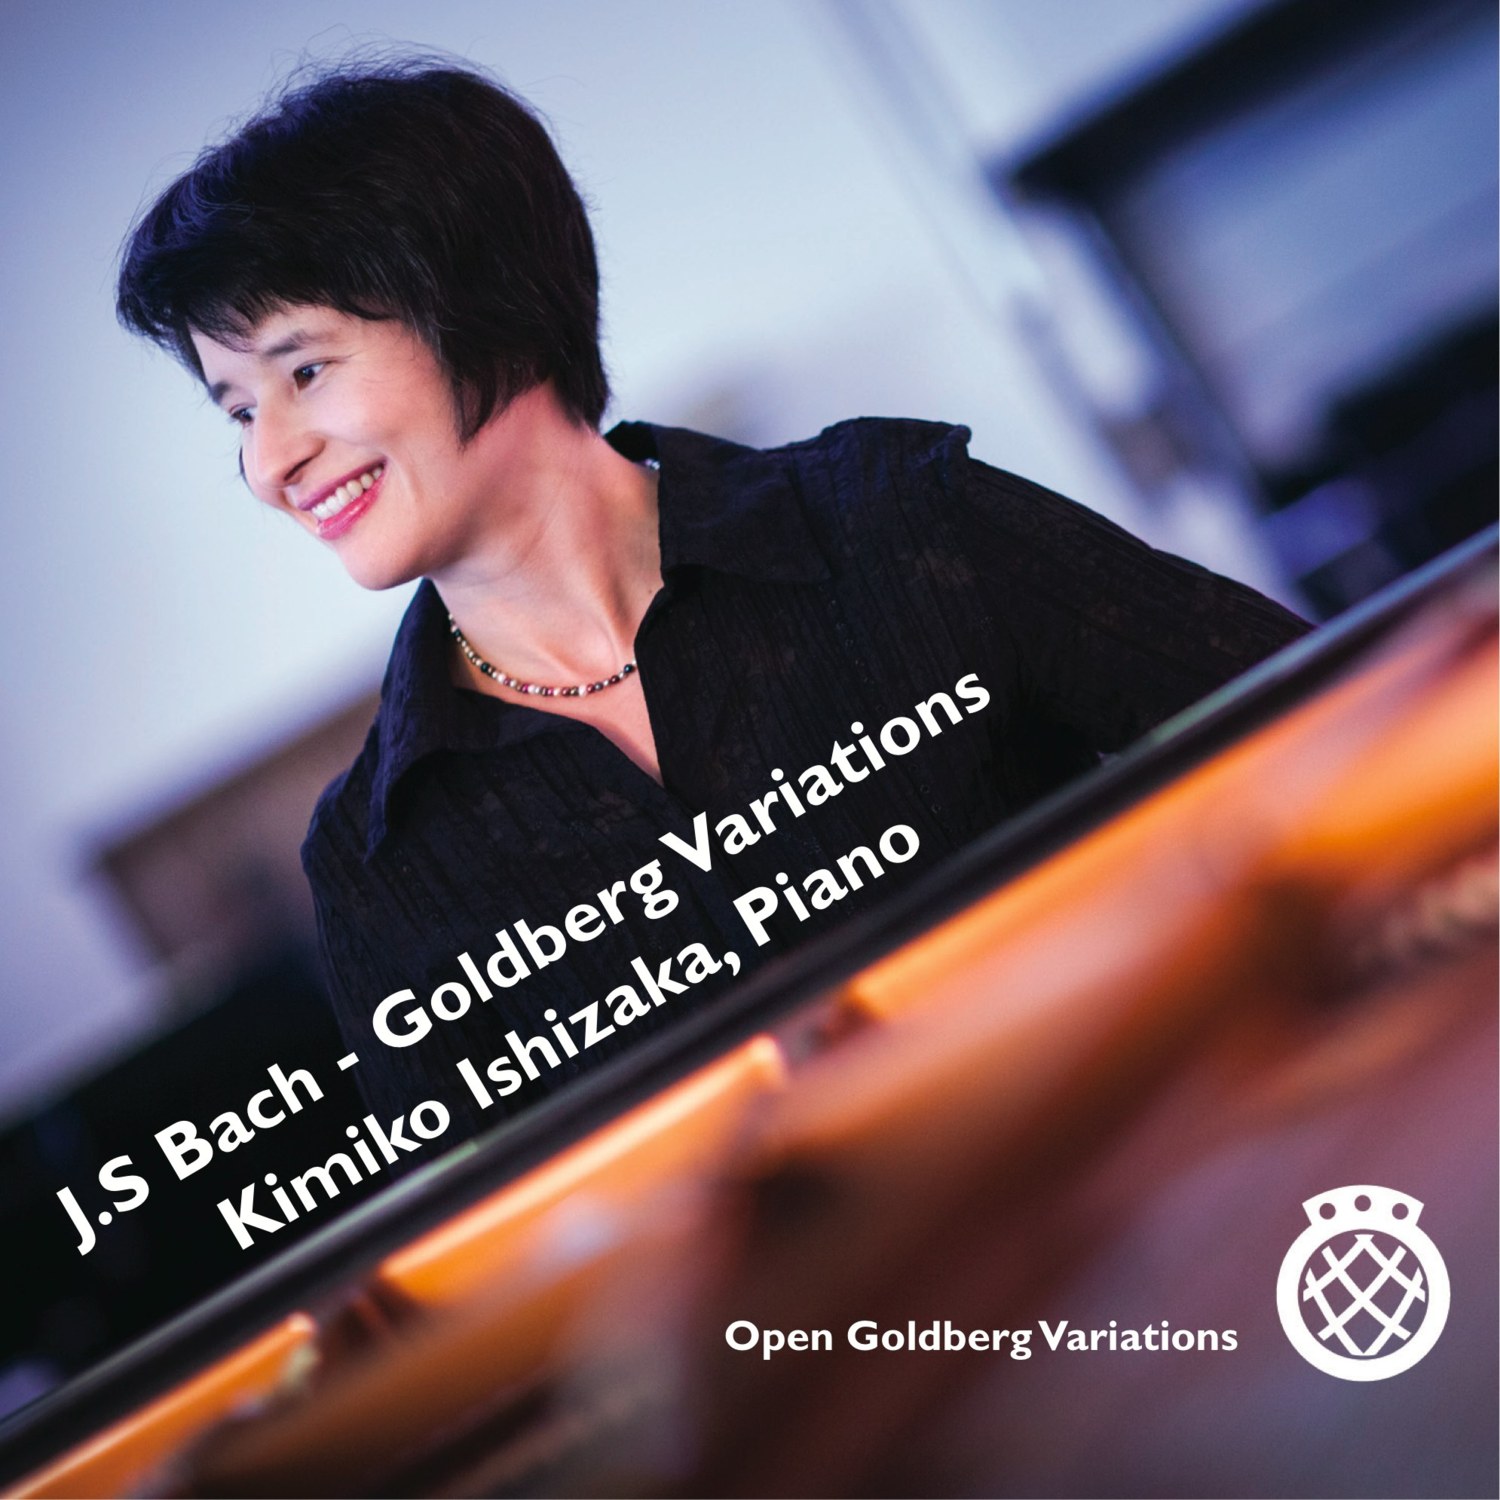 J.S Bach - Goldberg Variations
Kimiko Ishizaka, Piano
Open Goldberg Variations